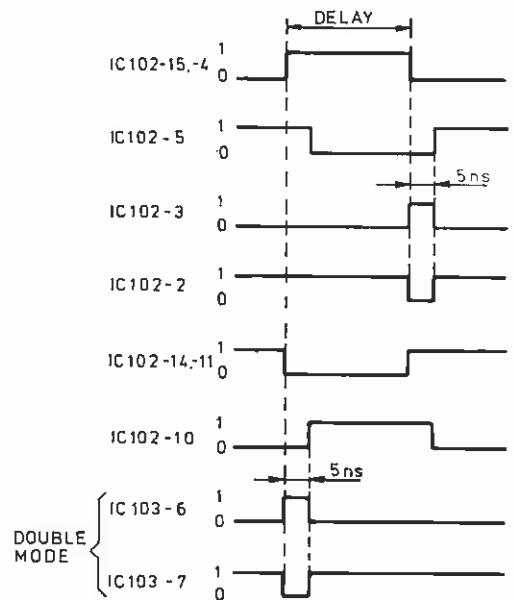 DELAY
IC102-15,-4 1
0
IC102-5 1
0
5ns
IC102-3 1
0
IC102-2 1
0
IC102-14,-11 1
0
IC102-10 1
0
5ns
DOUBLE MODE
IC103-6 1
0
IC103-7 1
0